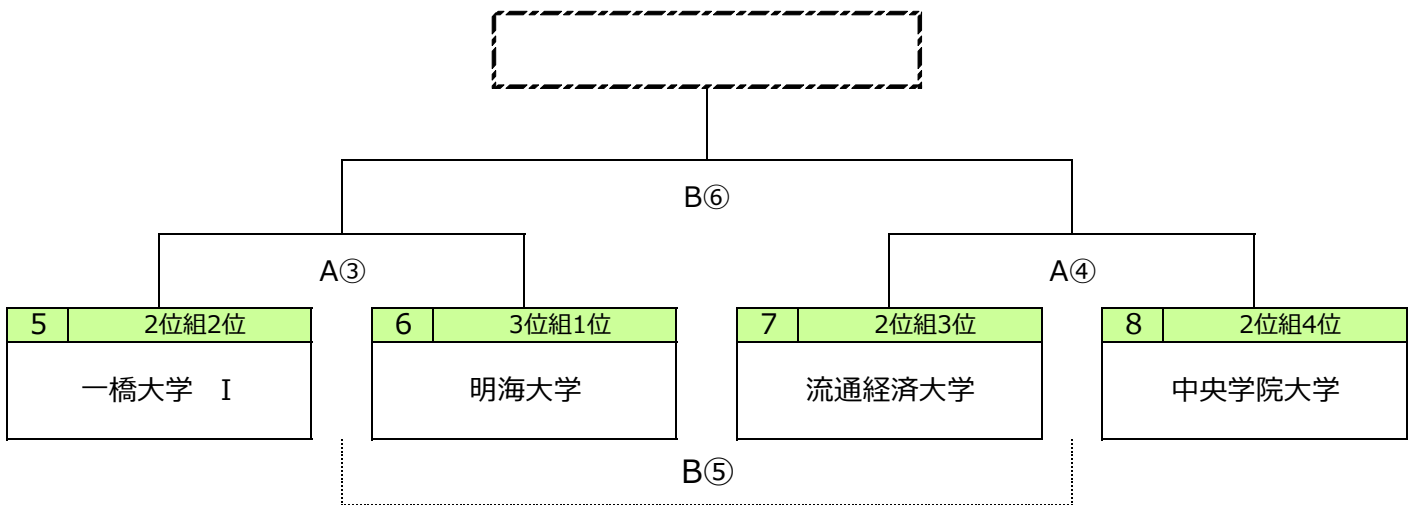 B⑥
A③ A④
5 2位組2位 6 3位組1位 7 2位組3位 8 2位組4位
一橋大学　Ⅰ 明海大学 流通経済大学 中央学院大学
B⑤